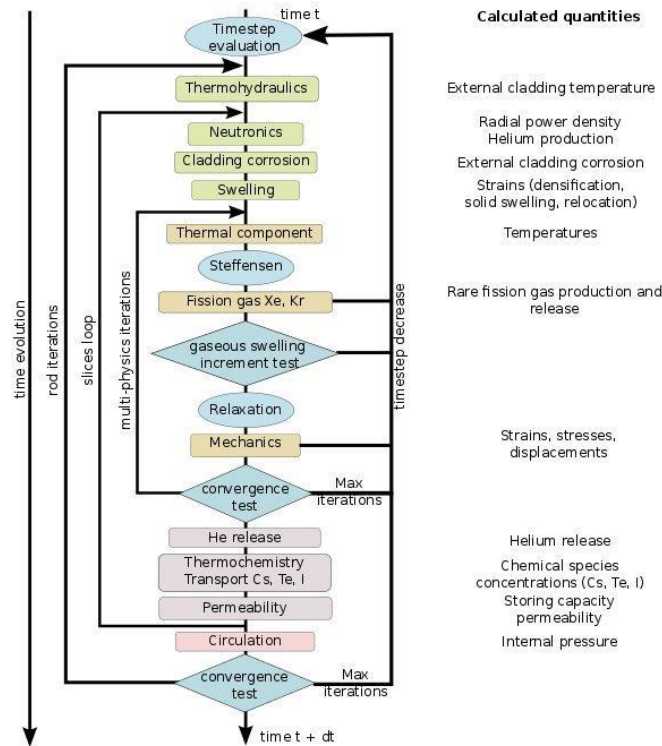 time t
Calculated quantities
Timestep
evaluation
Thermohydraulics
External cladding temperature
Neutronics
Radial power density
Helium production
Cladding corrosion
External cladding corrosion
Swelling
Strains (densification,
solid swelling, relocation)
Thermal component
Temperatures
Steffensen
Fission gas Xe, Kr
Rare fission gas production and
release
gaseous swelling
increment test
Relaxation
Mechanics
Strains, stresses,
displacements
convergence
test
Max
iterations
He release
Helium release
Thermochemistry
Transport Cs, Te, I
Chemical species
concentrations (Cs, Te, I)
Permeability
Storing capacity
permeability
Circulation
Internal pressure
convergence
test
Max
iterations
time t + dt
time evolution
rod iterations
slices loop
multi-physics iterations
timestep decrease